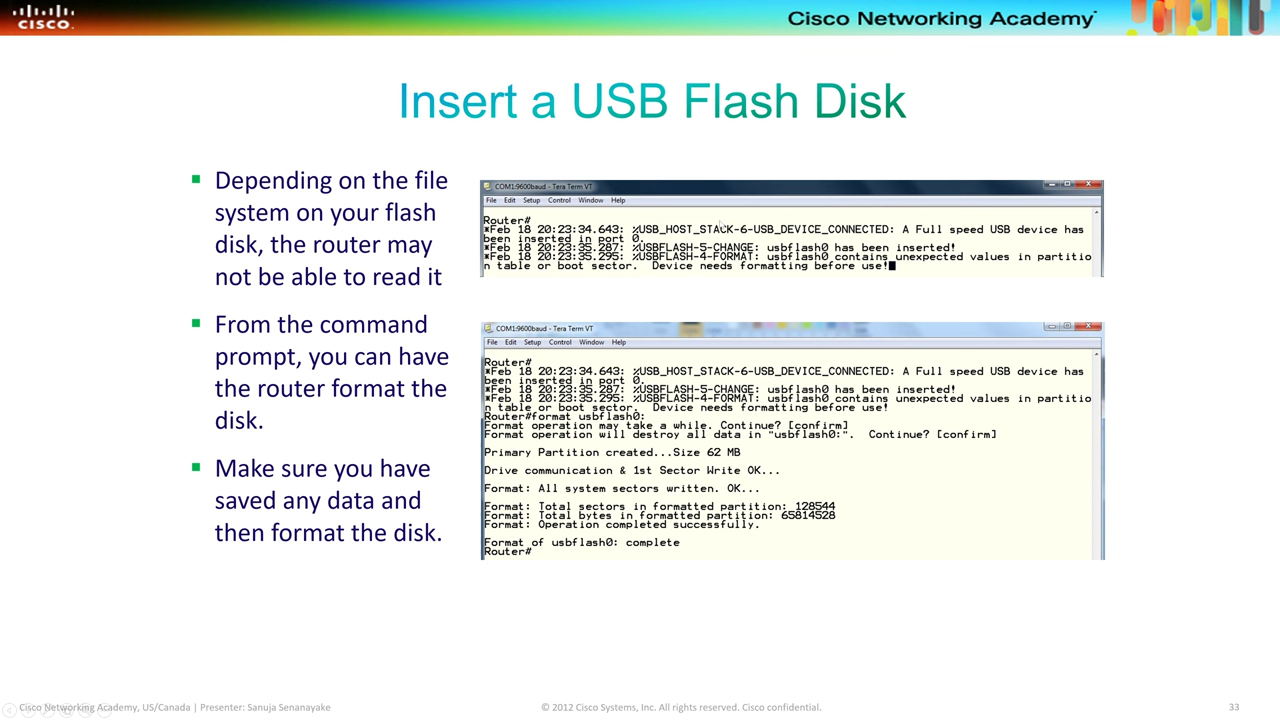 CISCO.
Cisco Networking Academy
Insert a USB Flash Disk
Depending on the file
system on your flash
disk, the router may
not be able to read it
From the command
prompt, you can have
the router format the
disk.
Make sure you have
saved any data and
then format the disk.
COM1:9600baud - Tera Term VT
File Edit Setup Control Window Help
Router#
*Feb 18 20:23:34.643: %USB_HOST_STACK-6-USB_DEVICE_CONNECTED: A Full speed USB device has
been inserted in port 0.
*Feb 18 20:23:35.287: %USBFLASH-5-CHANGE: usbflash0 has been inserted!
*Feb 18 20:23:35.295: %USBFLASH-4-FORMAT: usbflash0 contains unexpected values in partitio
n table or boot sector.  Device needs formatting before use!
COM1:9600baud - Tera Term VT
File Edit Setup Control Window Help
Router#
*Feb 18 20:23:34.643: %USB_HOST_STACK-6-USB_DEVICE_CONNECTED: A Full speed USB device has
been inserted in port 0.
*Feb 18 20:23:35.287: %USBFLASH-5-CHANGE: usbflash0 has been inserted!
*Feb 18 20:23:35.295: %USBFLASH-4-FORMAT: usbflash0 contains unexpected values in partitio
n table or boot sector.  Device needs formatting before use!
Router#format usbflash0:
Format operation may take a while. Continue? [confirm]
Format operation will destroy all data in "usbflash0:".  Continue? [confirm]
Primary Partition created...Size 62 MB
Drive communication & 1st Sector Write OK...
Format: All system sectors written. OK...
Format: Total sectors in formatted partition: 128544
Format: Total bytes in formatted partition: 65814528
Format: Operation completed successfully.
Format of usbflash0: complete
Router#
Cisco Networking Academy, US/Canada | Presenter: Sanuja Senanayake
© 2012 Cisco Systems, Inc. All rights reserved. Cisco confidential.
33